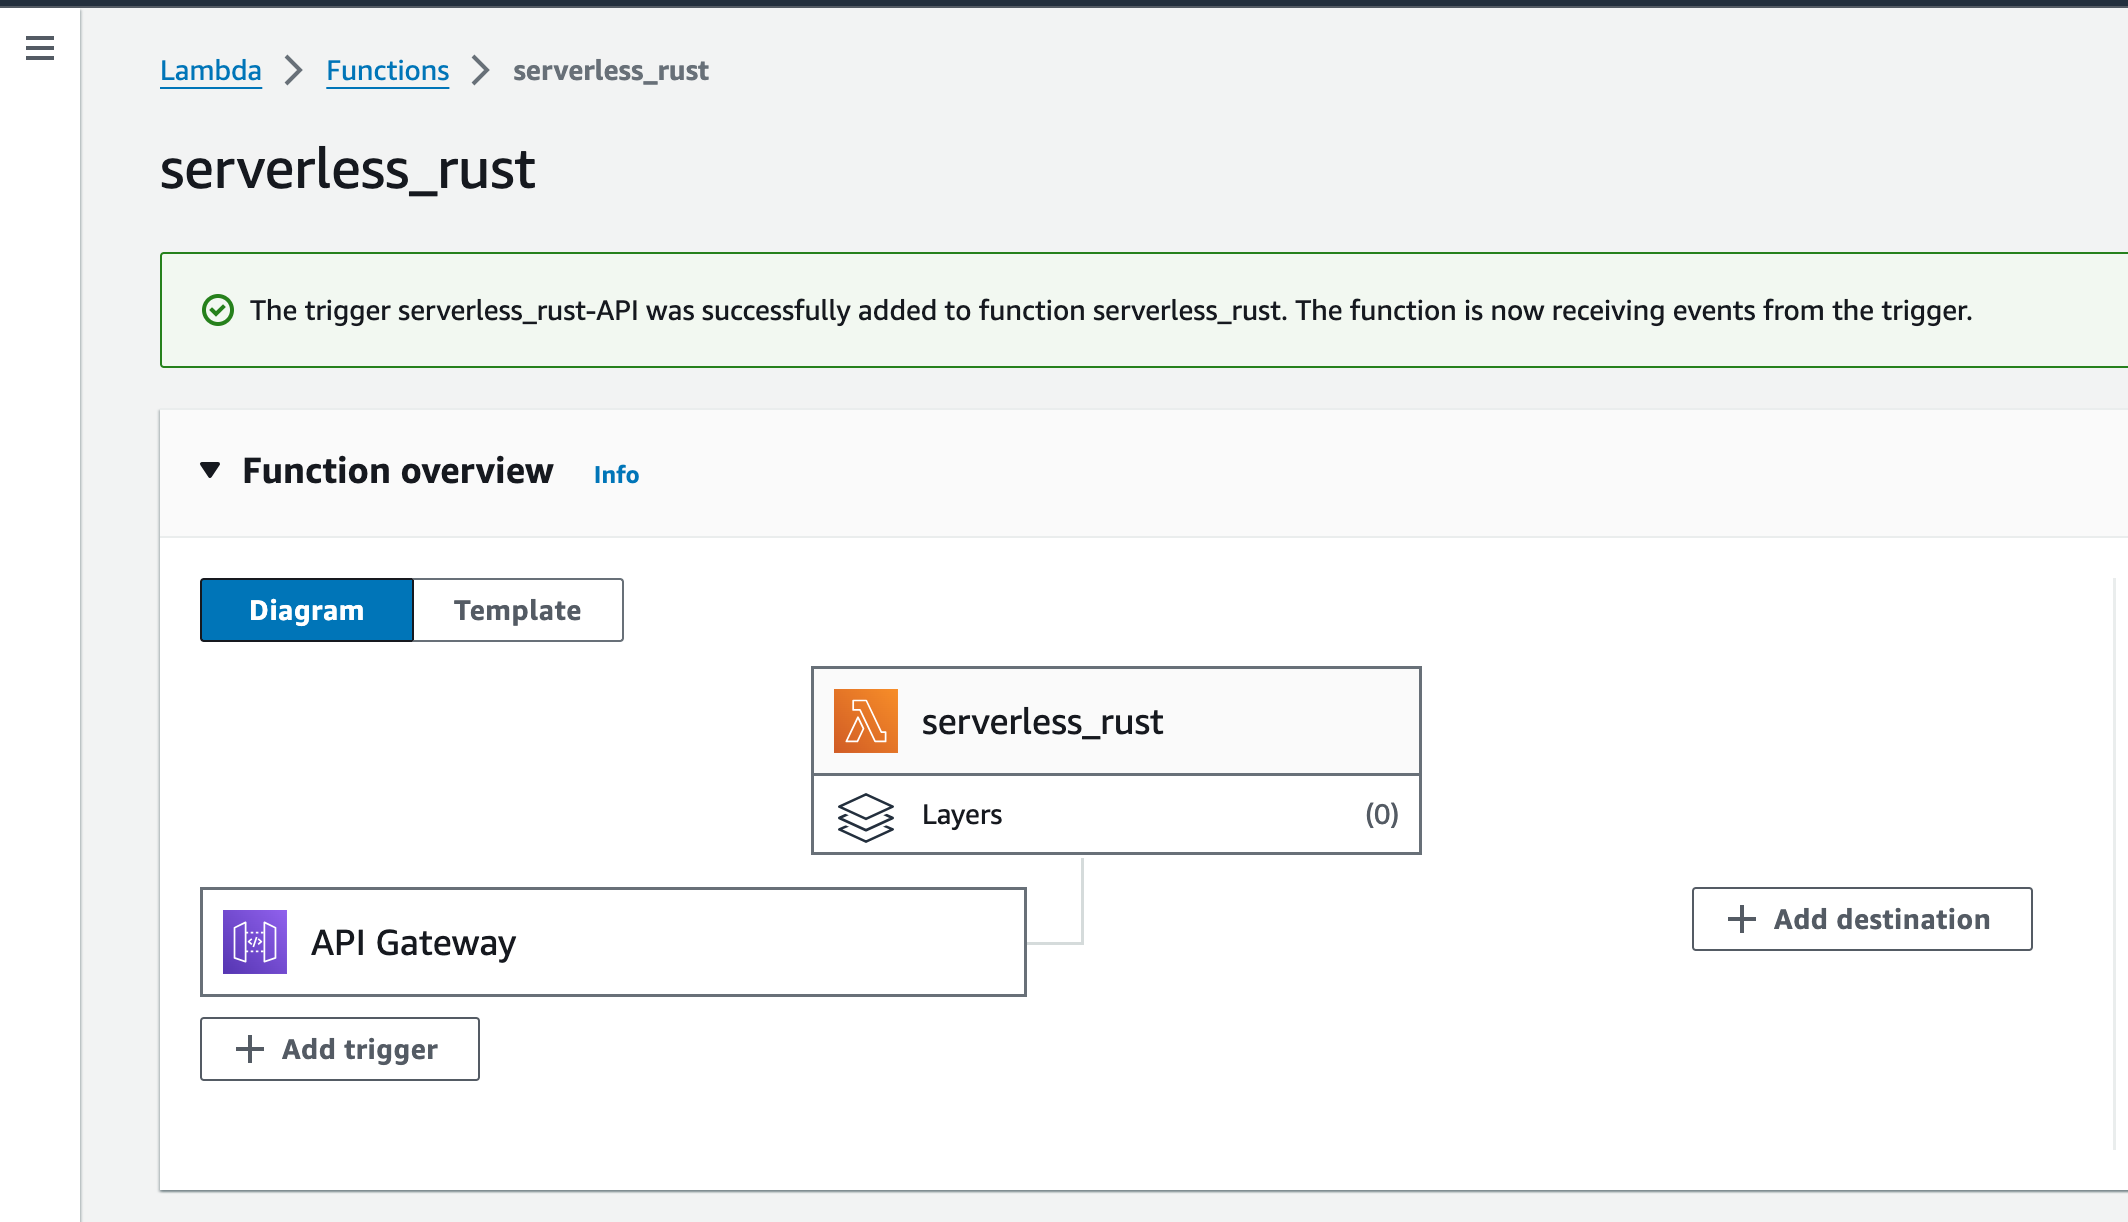 Lambda > Functions > serverless_rust
serverless_rust
The trigger serverless_rust-API was successfully added to function serverless_rust. The function is now receiving events from the trigger.
Function overview Info
Diagram Template
serverless_rust
Layers (0)
API Gateway
+ Add destination
+ Add trigger